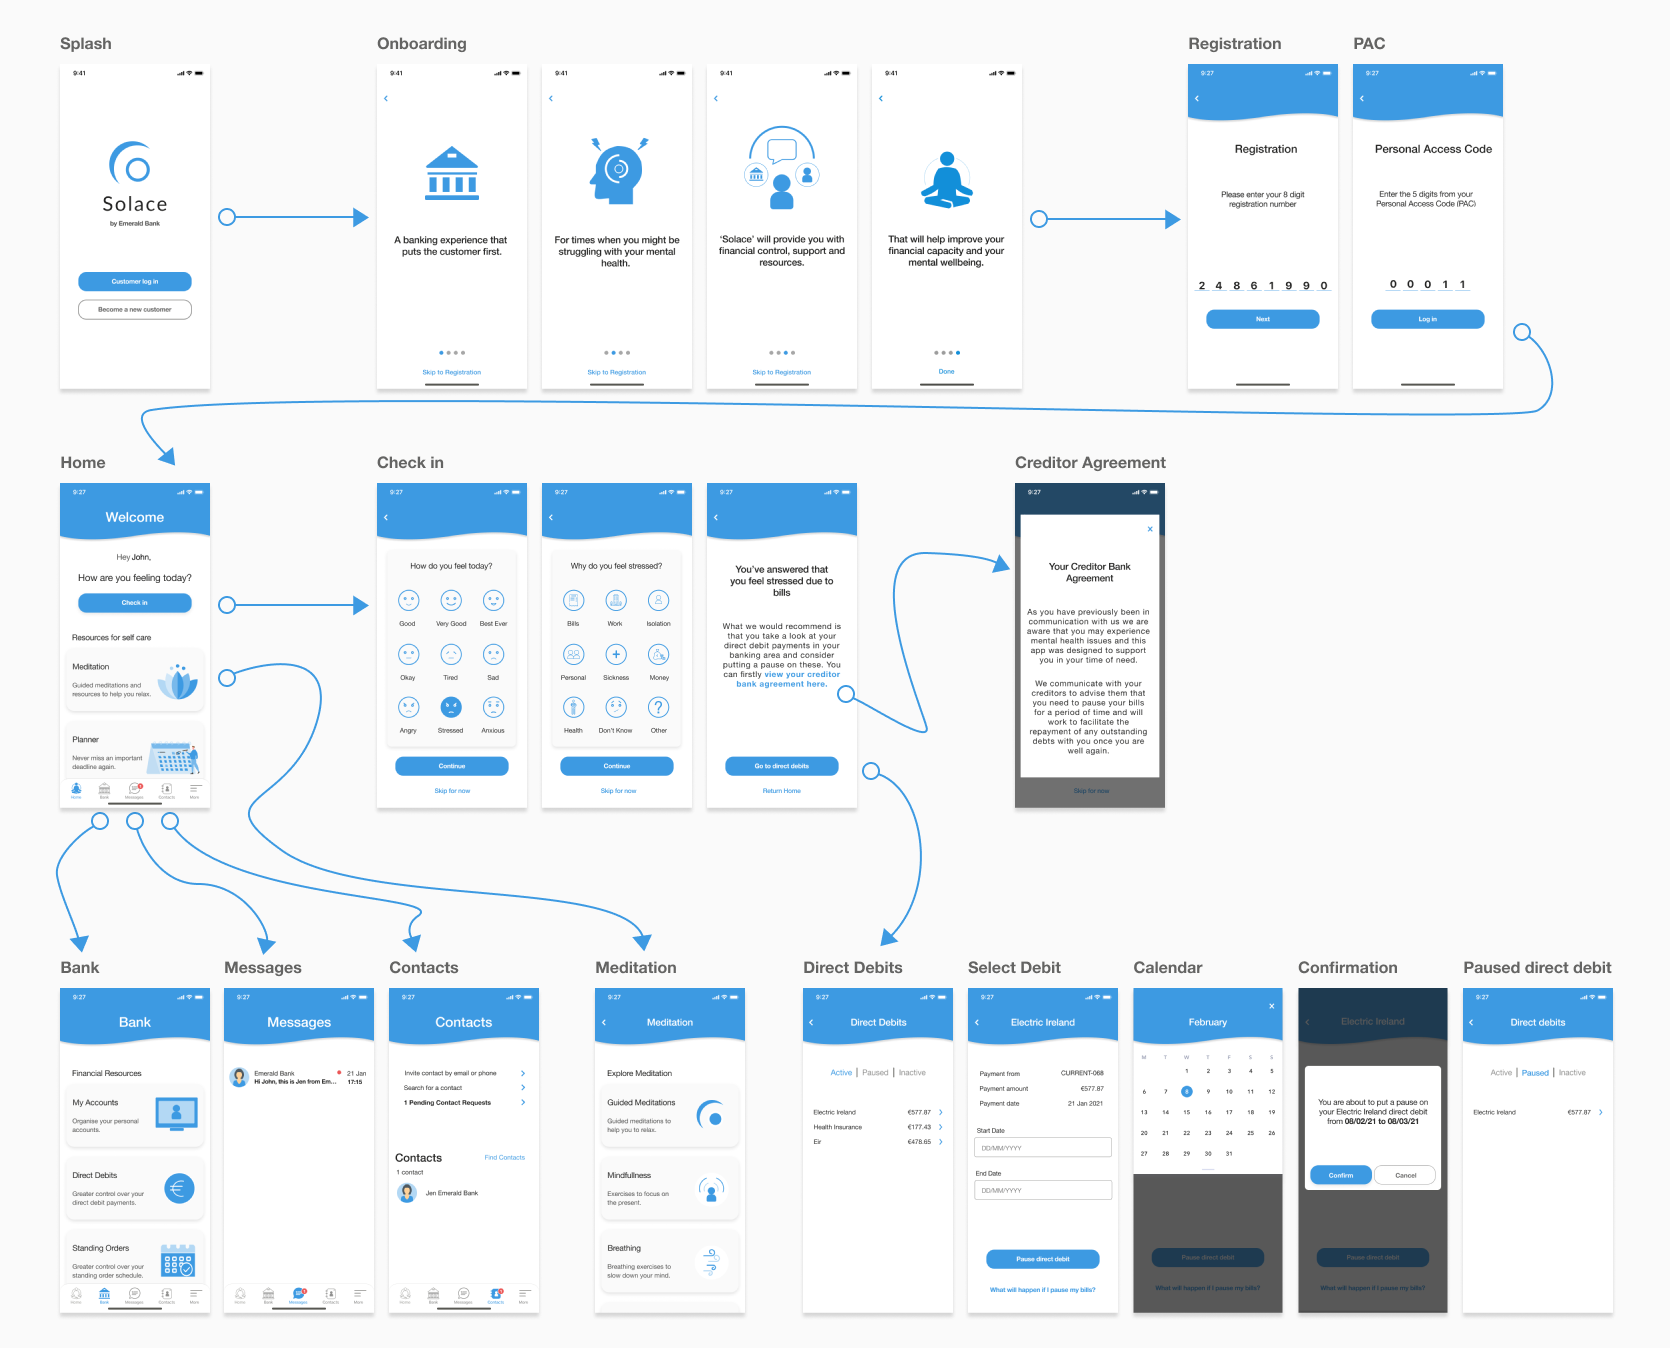 Splash
9:41
Solace
by Emerald Bank
Customer log in
Become a new customer
Onboarding
9:41
A banking experience that
puts the customer first.
Skip to Registration
9:41
For times when you might be
struggling with your mental
health.
Skip to Registration
9:41
'Solace' will provide you with
financial control, support and
resources.
Skip to Registration
9:41
That will help improve your
financial capacity and your
mental wellbeing.
Done
Registration
9:27
Registration
Please enter your 8 digit
registration number
2 4 8 6 1 9 9 0
Next
PAC
9:27
Personal Access Code
Enter the 5 digits from your
Personal Access Code (PAC)
0 0 0 1 1
Log in
Home
9:27
Welcome
Hey John,
How are you feeling today?
Check in
Resources for self care
Meditation
Guided meditations and
resources to help you relax.
Planner
Never miss an important
deadline again.
Home Bank Messages Contacts More
Check in
9:27
How do you feel today?
Good Very Good Best Ever
Okay Tired Sad
Angry Stressed Anxious
Continue
Skip for now
9:27
Why do you feel stressed?
Bills Work Isolation
Personal Sickness Money
Health Don't Know Other
Continue
Skip for now
9:27
You've answered that
you feel stressed due to
bills
What we would recommend is
that you take a look at your
direct debit payments in your
banking area and consider
putting a pause on these. You
can firstly view your creditor
bank agreement here.
Go to direct debits
Return Home
Creditor Agreement
9:27
Your Creditor Bank
Agreement
As you have previously been in
communication with us we are
aware that you may experience
mental health issues and this
app was designed to support
you in your time of need.
We communicate with your
creditors to advise them that
you need to pause your bills
for a period of time and will
work to facilitate the
repayment of any outstanding
debts with you once you are
well again.
Skip for now
Bank
9:27
Bank
Financial Resources
My Accounts
Organise your personal
accounts.
Direct Debits
Greater control over your
direct debit payments.
Standing Orders
Greater control over your
standing order schedule.
Home Bank Messages Contacts More
Messages
9:27
Messages
Emerald Bank 21 Jan
Hi John, this is Jen from Em... 17:15
Home Bank Messages Contacts More
Contacts
9:27
Contacts
Invite contact by email or phone
Search for a contact
1 Pending Contact Requests
Contacts Find Contacts
1 contact
Jen Emerald Bank
Home Bank Messages Contacts More
Meditation
9:27
Meditation
Explore Meditation
Guided Meditations
Guided meditations to
help you to relax.
Mindfullness
Exercises to focus on
the present.
Breathing
Breathing exercises to
slow down your mind.
Direct Debits
9:27
Direct Debits
Active | Paused | Inactive
Electric Ireland €577.87
Health Insurance €177.43
Eir €478.65
Select Debit
9:27
Electric Ireland
Payment from CURRENT-068
Payment amount €577.87
Payment date 21 Jan 2021
Start Date
DD/MM/YYYY
End Date
DD/MM/YYYY
Pause direct debit
What will happen if I pause my bills?
Calendar
February
M T W T F S S
1 2 3 4 5
6 7 8 9 10 11 12
13 14 15 16 17 18 19
20 21 22 23 24 25 26
27 28 29 30 31
Pause direct debit
What will happen if I pause my bills?
Confirmation
Electric Ireland
You are about to put a pause on
your Electric Ireland direct debit
from 08/02/21 to 08/03/21
Confirm Cancel
Pause direct debit
What will happen if I pause my bills?
Paused direct debit
9:27
Direct debits
Active | Paused | Inactive
Electric Ireland €577.87